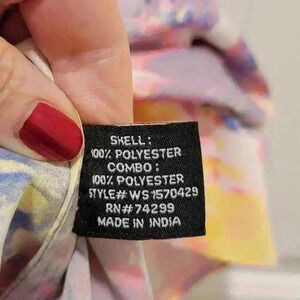 SHELL:
100% POLYESTER
COMBO:
100% POLYESTER
STYLE# WS1570429
RN#74299
MADE IN INDIA